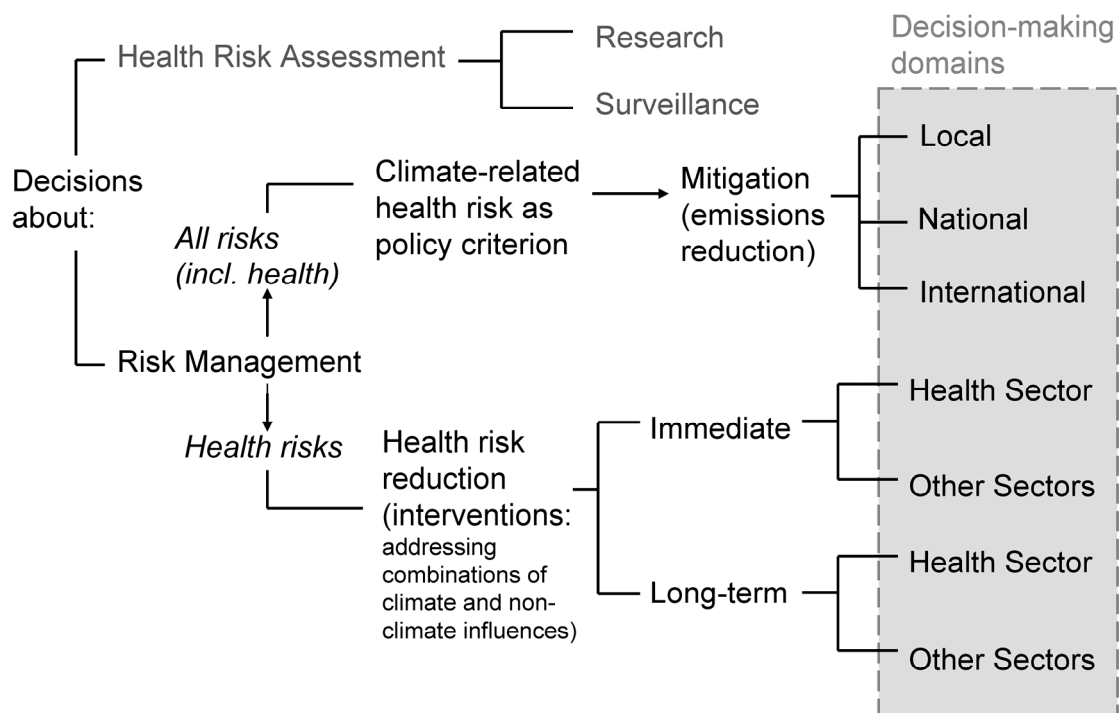 Decision-making
domains
Health Risk Assessment
Research
Surveillance
Decisions
about:
All risks
(incl. health)
Climate-related
health risk as
policy criterion
Mitigation
(emissions
reduction)
Local
National
International
Risk Management
Health risks
Health risk
reduction
(interventions:
addressing
combinations of
climate and non-
climate influences)
Immediate
Health Sector
Other Sectors
Long-term
Health Sector
Other Sectors